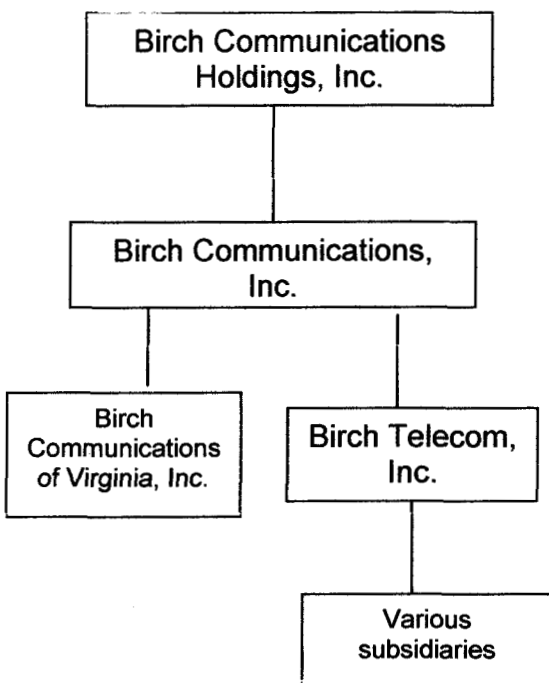 Birch Communications
Holdings, Inc.
Birch Communications,
Inc.
Birch
Communications
of Virginia, Inc.
Birch Telecom,
Inc.
Various
subsidiaries